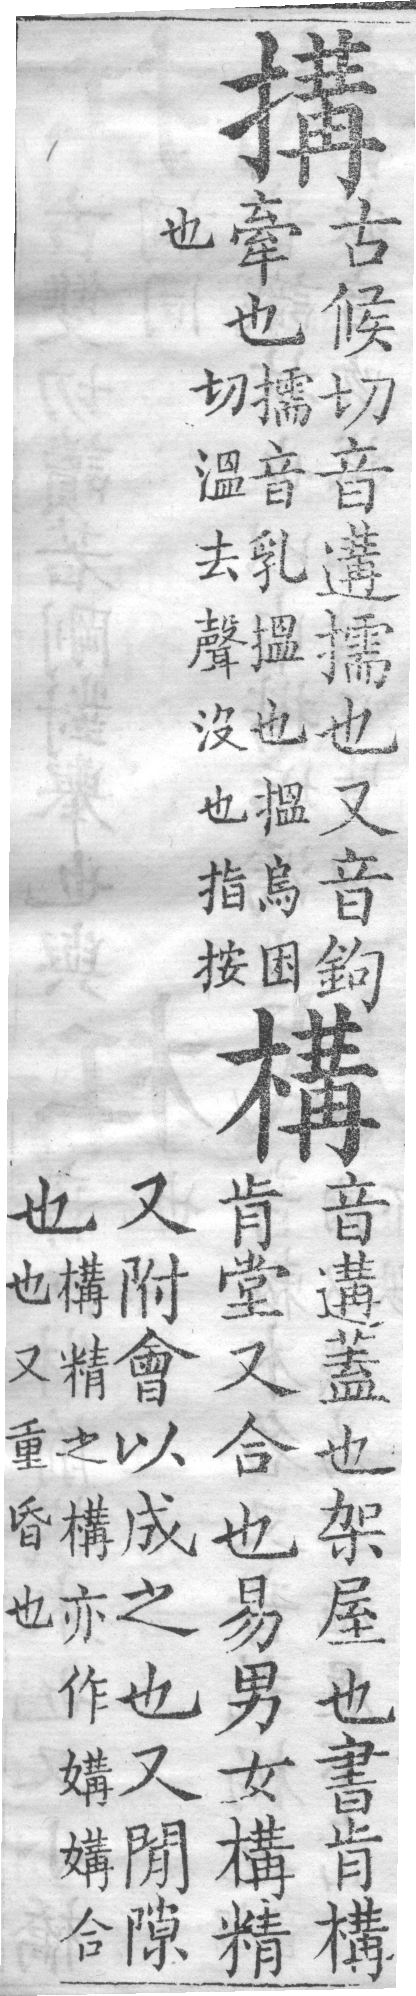 搆
古候切音遘擩也又音鉤
牽也擩音乳搵也搵烏困
切溫去聲沒也指按
也
構
音遘蓋也架屋也書肯構
肯堂又合也易男女構精
又附會以成之也又閒隙
也構精之構亦作媾媾合
也又重昏也